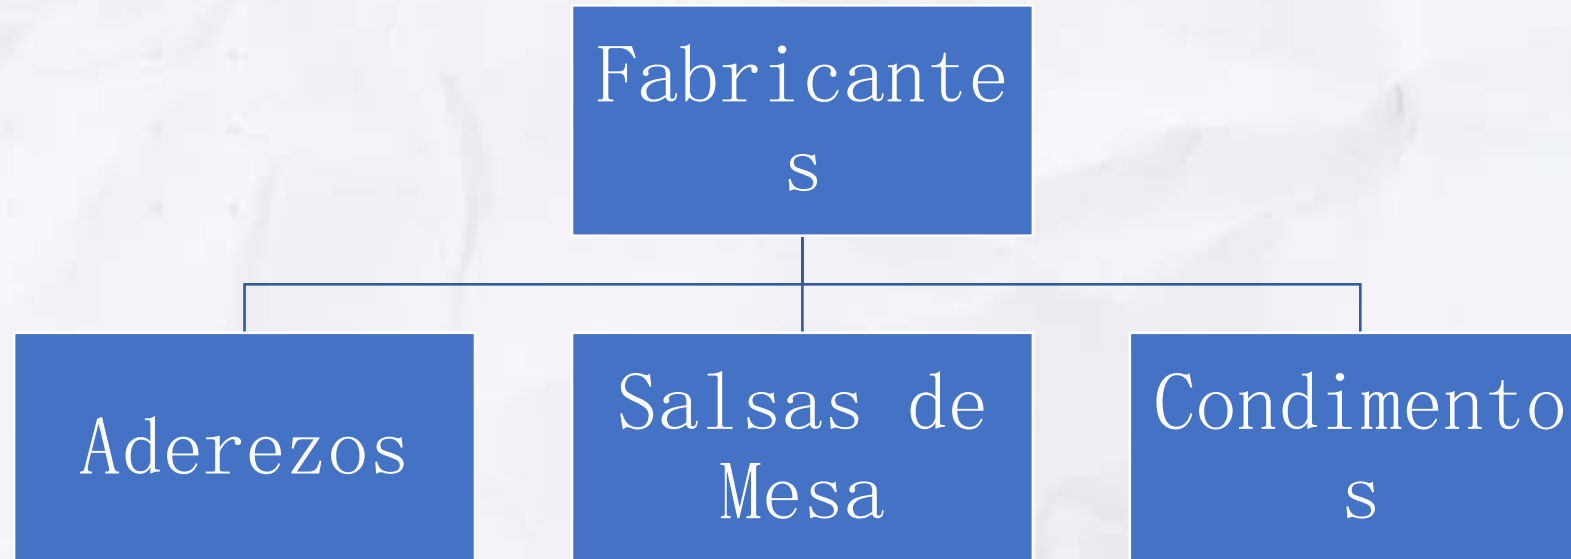 Fabricante
s
Aderezos
Salsas de
Mesa
Condimento
s